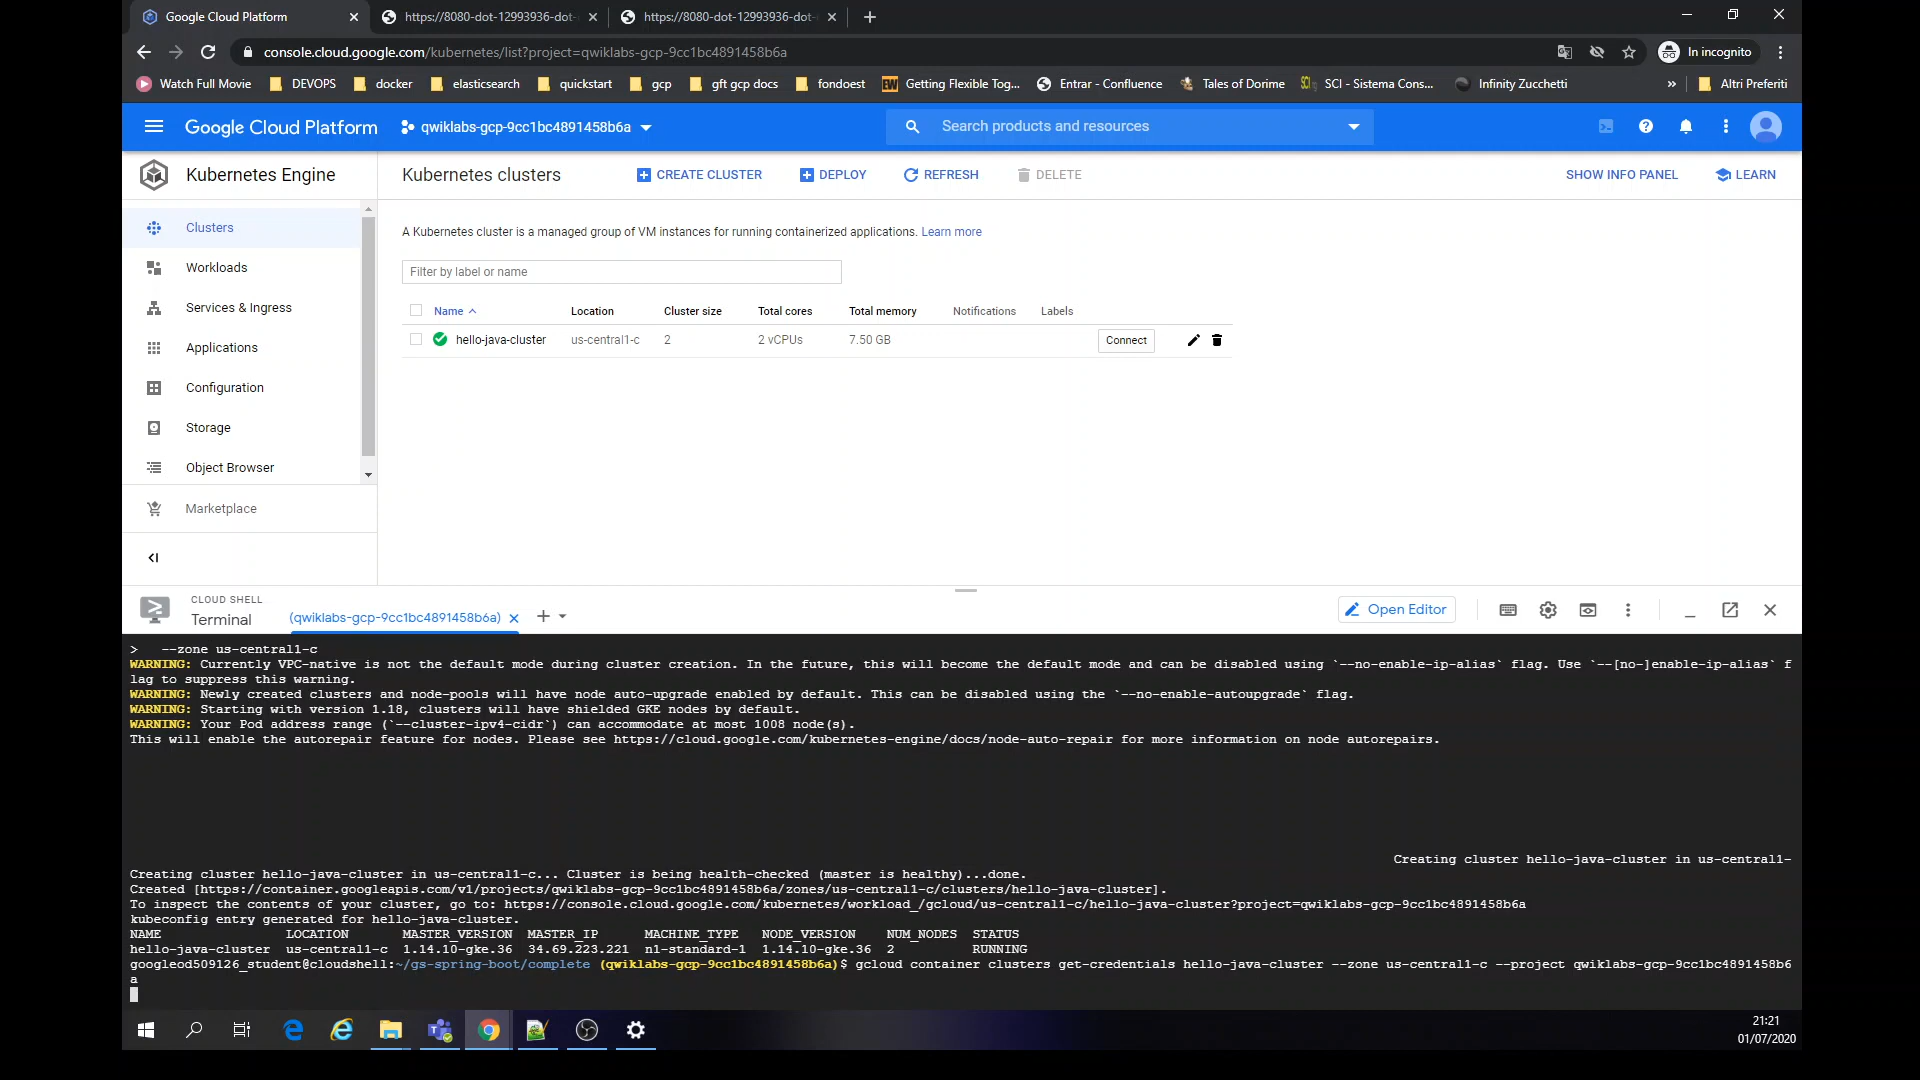 Google Cloud Platform
https://8080-dot-12993936-dot-
https://8080-dot-12993936-dot-
console.cloud.google.com/kubernetes/list?project=qwiklabs-gcp-9cc1bc4891458b6a
In incognito
Watch Full Movie
DEVOPS
docker
elasticsearch
quickstart
gcp
gft gcp docs
fondoest
EW Getting Flexible Tog...
Entrar - Confluence
Tales of Dorime
SCI - Sistema Cons...
Infinity Zucchetti
»
Altri Preferiti
Google Cloud Platform
qwiklabs-gcp-9cc1bc4891458b6a
Search products and resources
Kubernetes Engine
Kubernetes clusters
CREATE CLUSTER
DEPLOY
REFRESH
DELETE
SHOW INFO PANEL
LEARN
Clusters
Workloads
Services & Ingress
Applications
Configuration
Storage
Object Browser
Marketplace
A Kubernetes cluster is a managed group of VM instances for running containerized applications. Learn more
Filter by label or name
Name Location Cluster size Total cores Total memory Notifications Labels
hello-java-cluster us-central1-c 2 2 vCPUs 7.50 GB Connect
CLOUD SHELL
Terminal
(qwiklabs-gcp-9cc1bc4891458b6a)
Open Editor
>   --zone us-central1-c
WARNING: Currently VPC-native is not the default mode during cluster creation. In the future, this will become the default mode and can be disabled using `--no-enable-ip-alias` flag. Use `--[no-]enable-ip-alias` f
lag to suppress this warning.
WARNING: Newly created clusters and node-pools will have node auto-upgrade enabled by default. This can be disabled using the `--no-enable-autoupgrade` flag.
WARNING: Starting with version 1.18, clusters will have shielded GKE nodes by default.
WARNING: Your Pod address range (`--cluster-ipv4-cidr`) can accommodate at most 1008 node(s).
This will enable the autorepair feature for nodes. Please see https://cloud.google.com/kubernetes-engine/docs/node-auto-repair for more information on node autorepairs.
Creating cluster hello-java-cluster in us-central1-
Creating cluster hello-java-cluster in us-central1-c... Cluster is being health-checked (master is healthy)...done.
Created [https://container.googleapis.com/v1/projects/qwiklabs-gcp-9cc1bc4891458b6a/zones/us-central1-c/clusters/hello-java-cluster].
To inspect the contents of your cluster, go to: https://console.cloud.google.com/kubernetes/workload_/gcloud/us-central1-c/hello-java-cluster?project=qwiklabs-gcp-9cc1bc4891458b6a
kubeconfig entry generated for hello-java-cluster.
NAME LOCATION MASTER_VERSION MASTER_IP MACHINE_TYPE NODE_VERSION NUM_NODES STATUS
hello-java-cluster us-central1-c 1.14.10-gke.36 34.69.223.221 n1-standard-1 1.14.10-gke.36 2 RUNNING
googleod509126_student@cloudshell:~/gs-spring-boot/complete (qwiklabs-gcp-9cc1bc4891458b6a)$ gcloud container clusters get-credentials hello-java-cluster --zone us-central1-c --project qwiklabs-gcp-9cc1bc4891458b6
a
21:21
01/07/2020